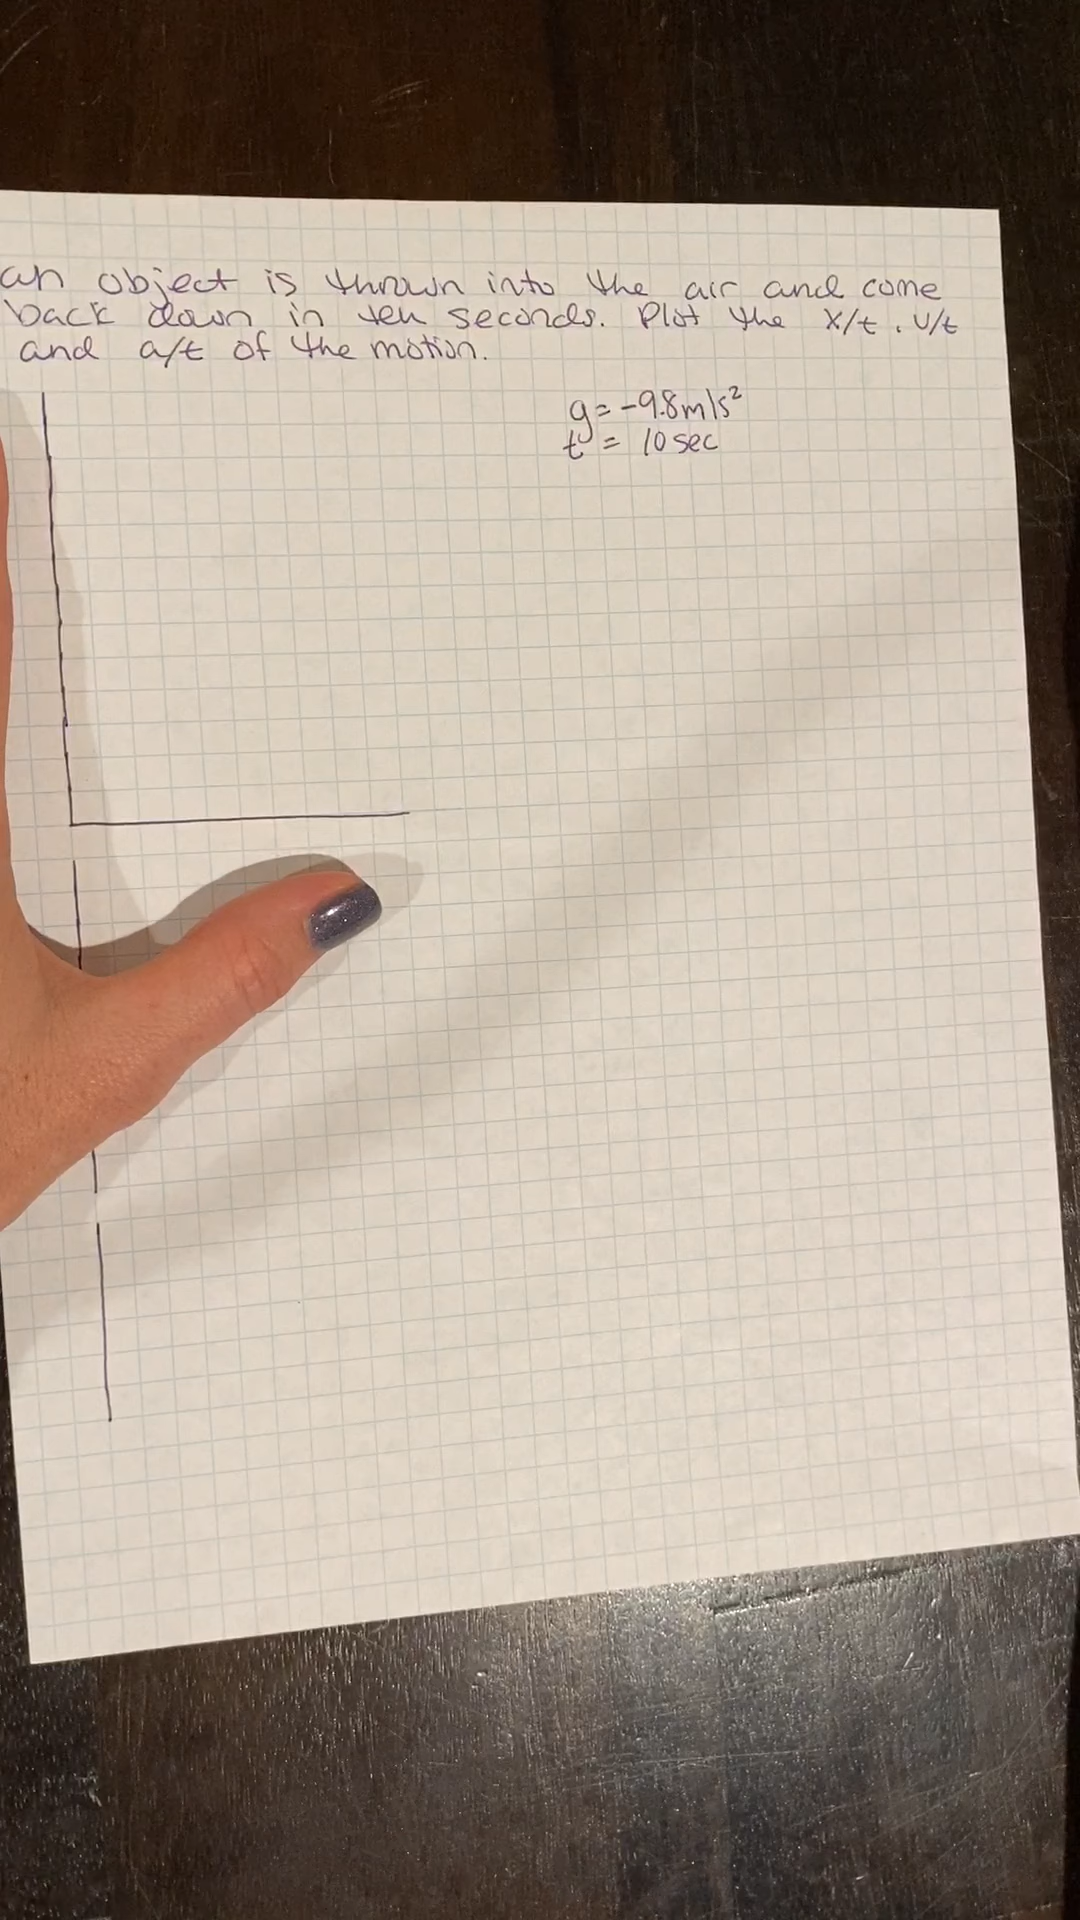 an object is thrown into the air and come
back down in ten seconds. Plot the x/t, v/t
and a/t of the motion.
g = -9.8m/s²
t = 10 sec